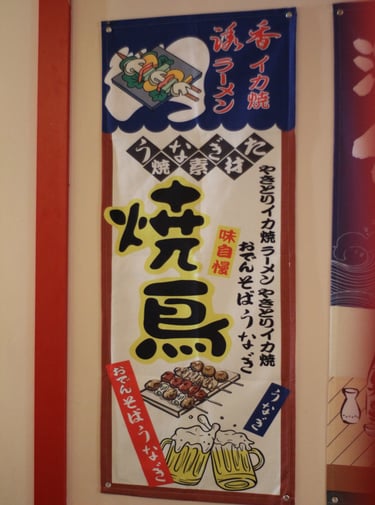 誘香
イカ焼
ラーメン
うなぎた
焼素材
やきとりイカ焼ラーメンやきとりイカ焼
おでんそばうなぎ
味自慢
焼鳥
うなぎ
おでんそばうなぎ